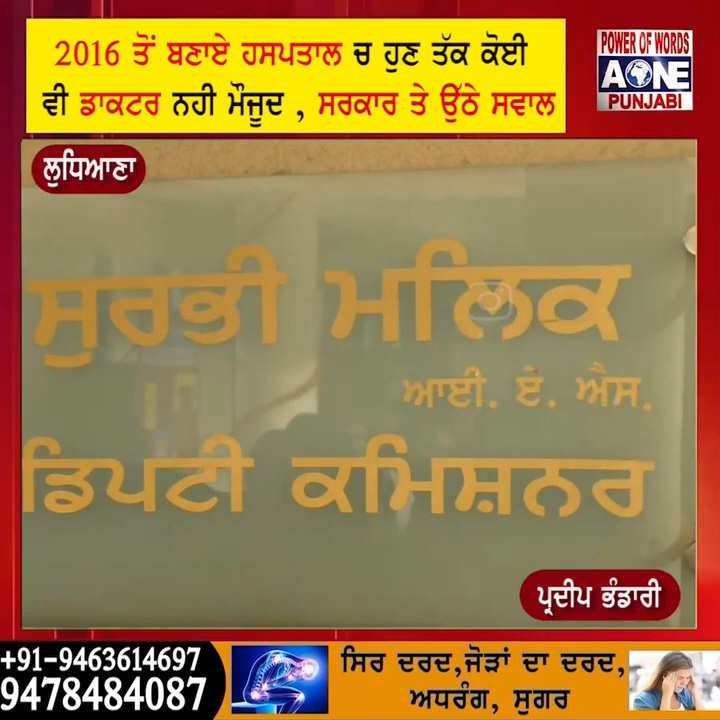 2016 ਤੋਂ ਬਣਾਏ ਹਸਪਤਾਲ ਚ ਹੁਣ ਤੱਕ ਕੋਈ
ਵੀ ਡਾਕਟਰ ਨਹੀ ਮੌਜੂਦ , ਸਰਕਾਰ ਤੇ ਉੱਠੇ ਸਵਾਲ
POWER OF WORDS
AONE
PUNJABI
ਲੁਧਿਆਣਾ
ਸੁਰਭੀ ਮਲਿਕ
ਆਈ. ਏ. ਐਸ.
ਡਿਪਟੀ ਕਮਿਸ਼ਨਰ
ਪ੍ਰਦੀਪ ਭੰਡਾਰੀ
+91-9463614697
9478484087
ਸਿਰ ਦਰਦ,ਜੋੜਾਂ ਦਾ ਦਰਦ,
ਅਧਰੰਗ, ਸੁਗਰ